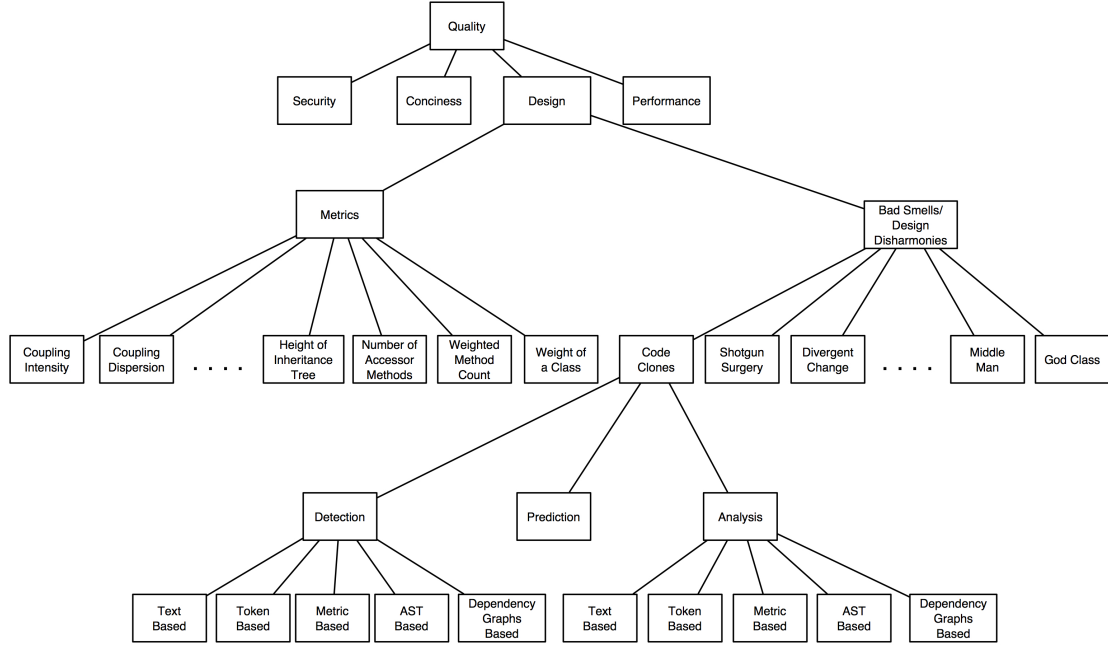 Quality
Security
Conciness
Design
Performance
Metrics
Bad Smells/
Design
Disharmonies
Coupling
Intensity
Coupling
Dispersion
. . . .
Height of
Inheritance
Tree
Number of
Accessor
Methods
Weighted
Method
Count
Weight of
a Class
Code
Clones
Shotgun
Surgery
Divergent
Change
. . . .
Middle
Man
God Class
Detection
Prediction
Analysis
Text
Based
Token
Based
Metric
Based
AST
Based
Dependency
Graphs
Based
Text
Based
Token
Based
Metric
Based
AST
Based
Dependency
Graphs
Based